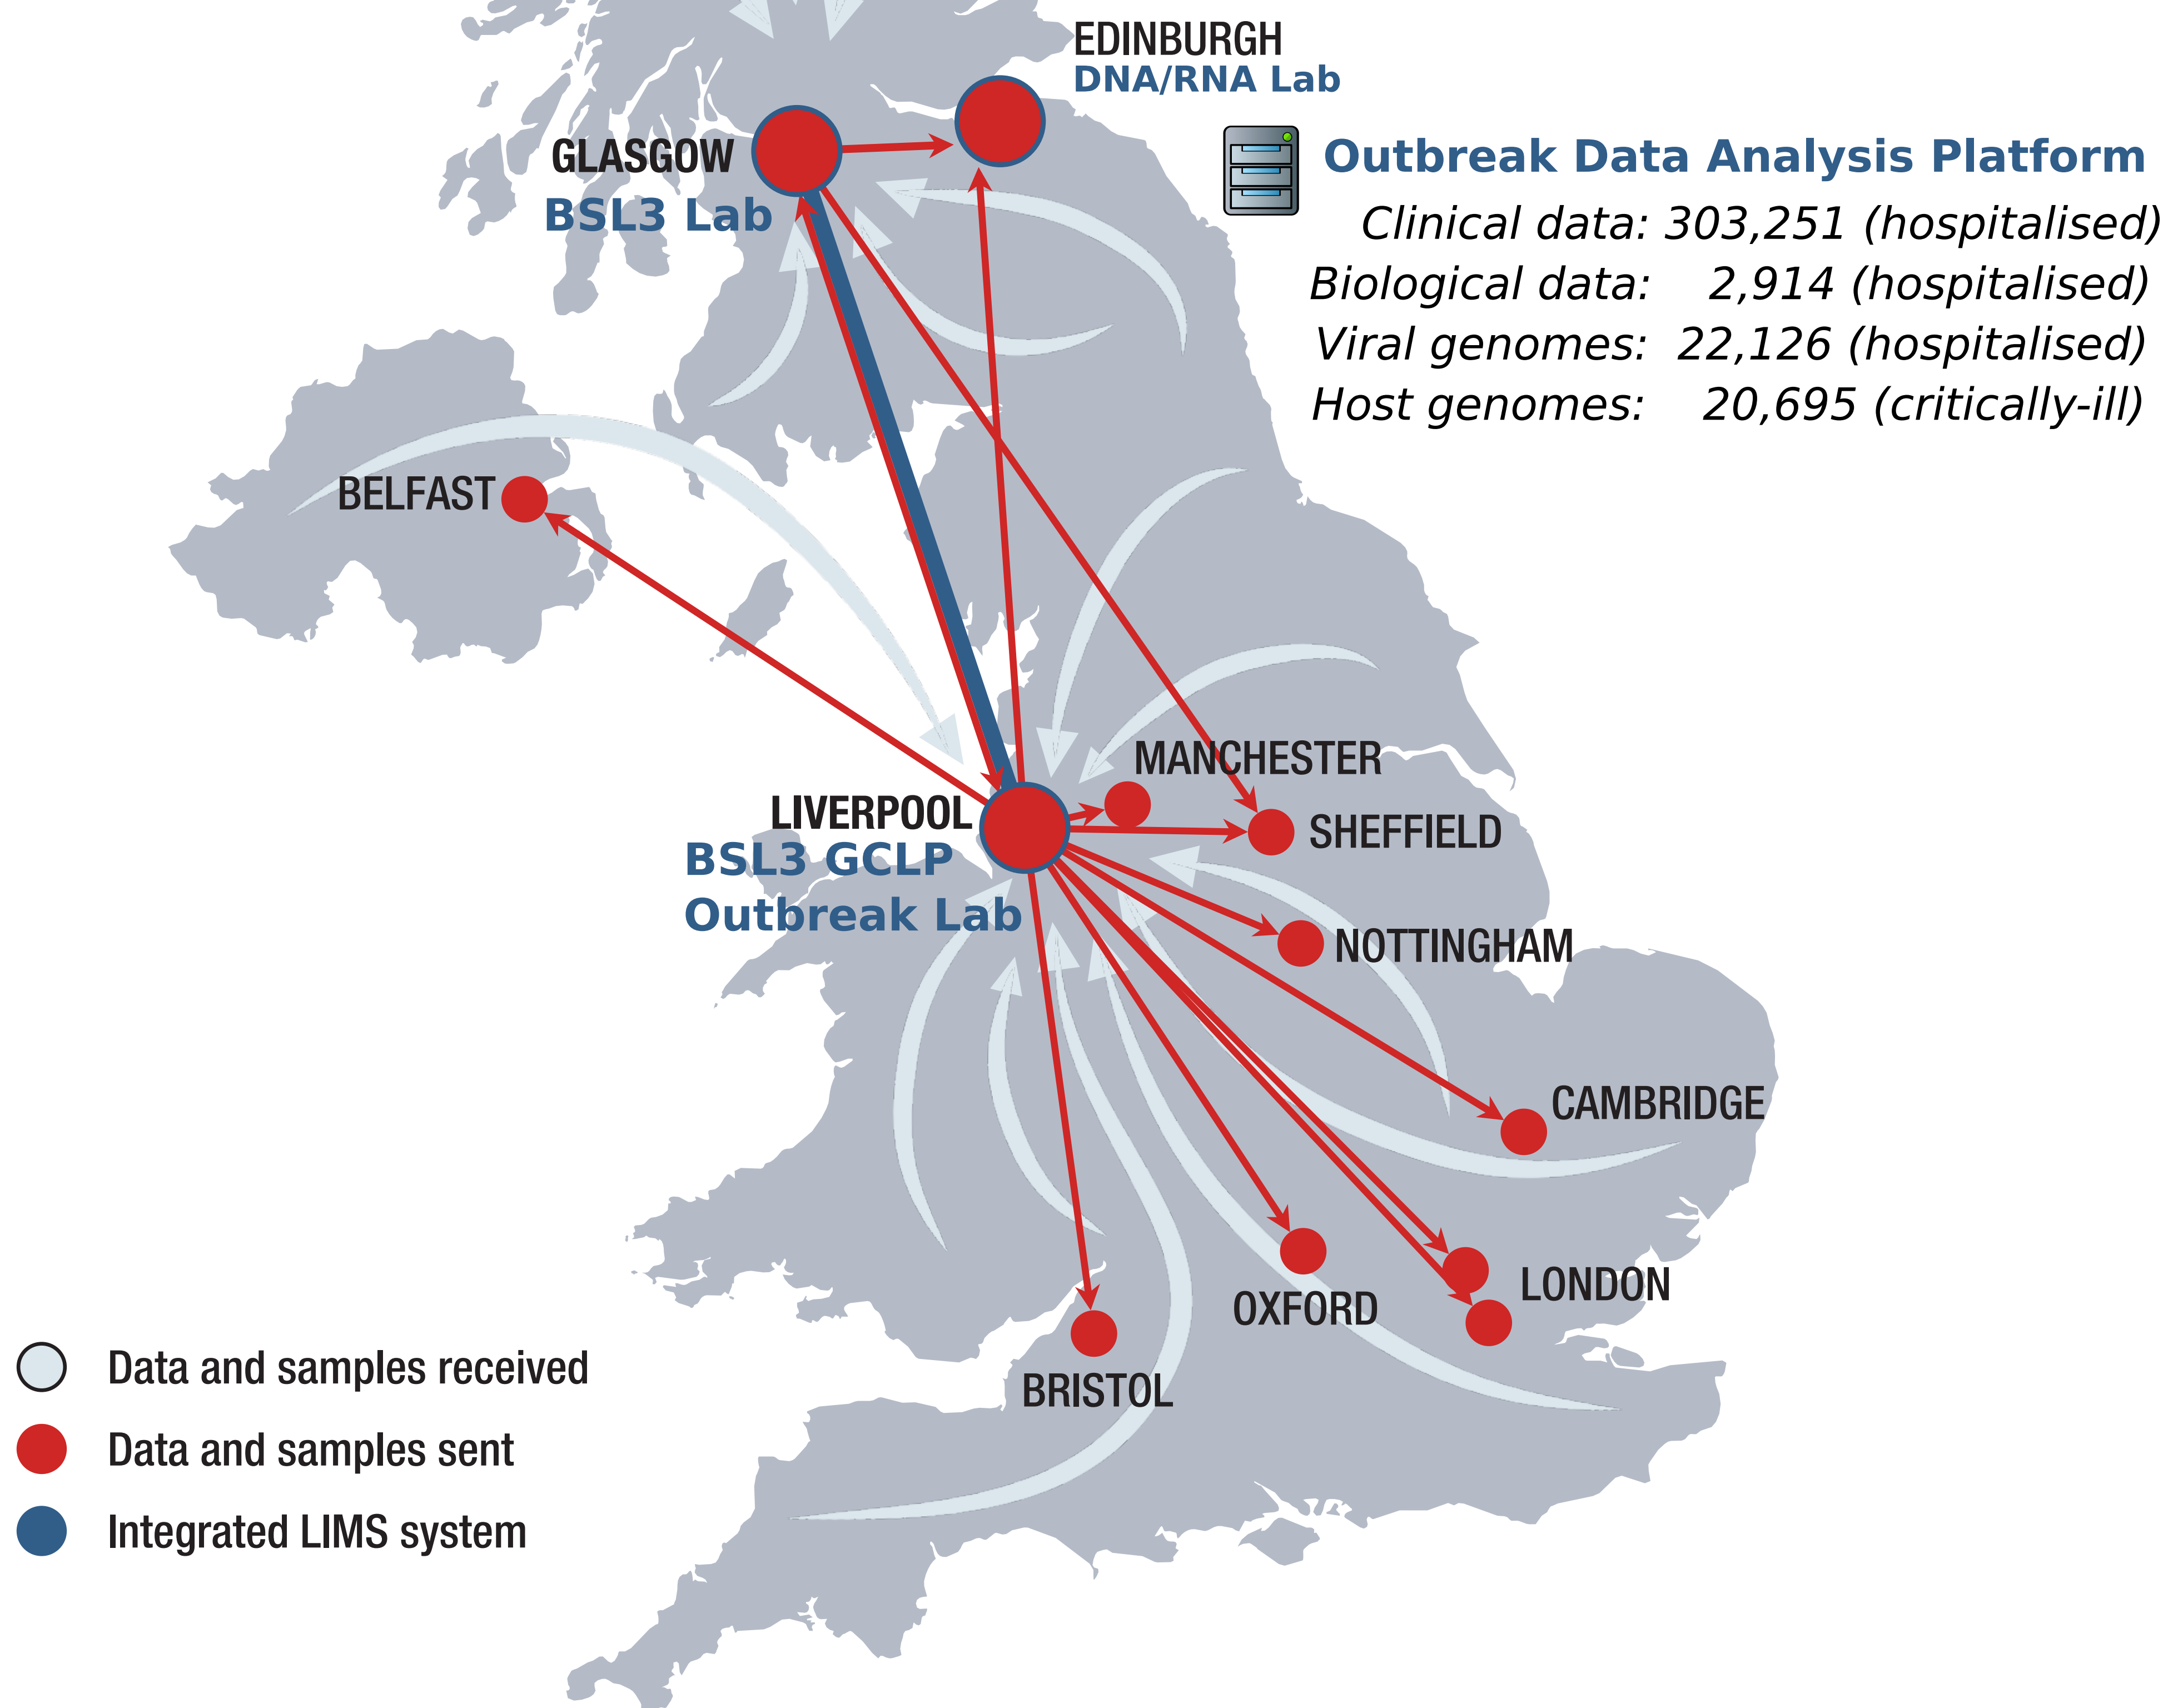 EDINBURGH
DNA/RNA Lab
GLASGOW
BSL3 Lab
Outbreak Data Analysis Platform
Clinical data: 303,251 (hospitalised)
Biological data: 2,914 (hospitalised)
Viral genomes: 22,126 (hospitalised)
Host genomes: 20,695 (critically-ill)
BELFAST
MANCHESTER
LIVERPOOL
BSL3 GCLP
Outbreak Lab
SHEFFIELD
NOTTINGHAM
CAMBRIDGE
LONDON
OXFORD
BRISTOL
Data and samples received
Data and samples sent
Integrated LIMS system